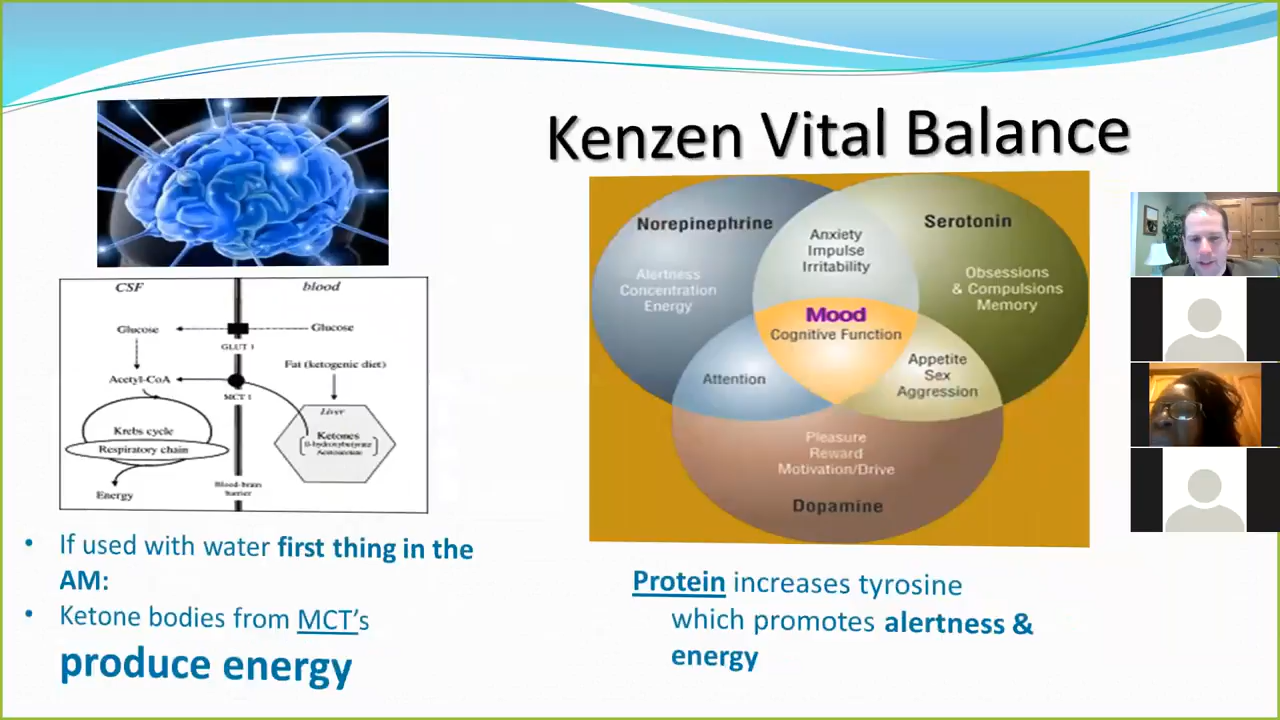 Kenzen Vital Balance
CSF
blood
Glucose
Glucose
GLUT 1
Fat (ketogenic diet)
Acetyl-CoA
MCT 1
Liver
Ketones
Krebs cycle
Respiratory chain
Blood-brain
barrier
Energy
Norepinephrine
Alertness
Concentration
Energy
Anxiety
Impulse
Irritability
Serotonin
Obsessions
& Compulsions
Memory
Mood
Cognitive Function
Attention
Appetite
Sex
Aggression
Pleasure
Reward
Motivation/Drive
Dopamine
• If used with water first thing in the
AM:
• Ketone bodies from MCT's
produce energy
Protein increases tyrosine
which promotes alertness &
energy